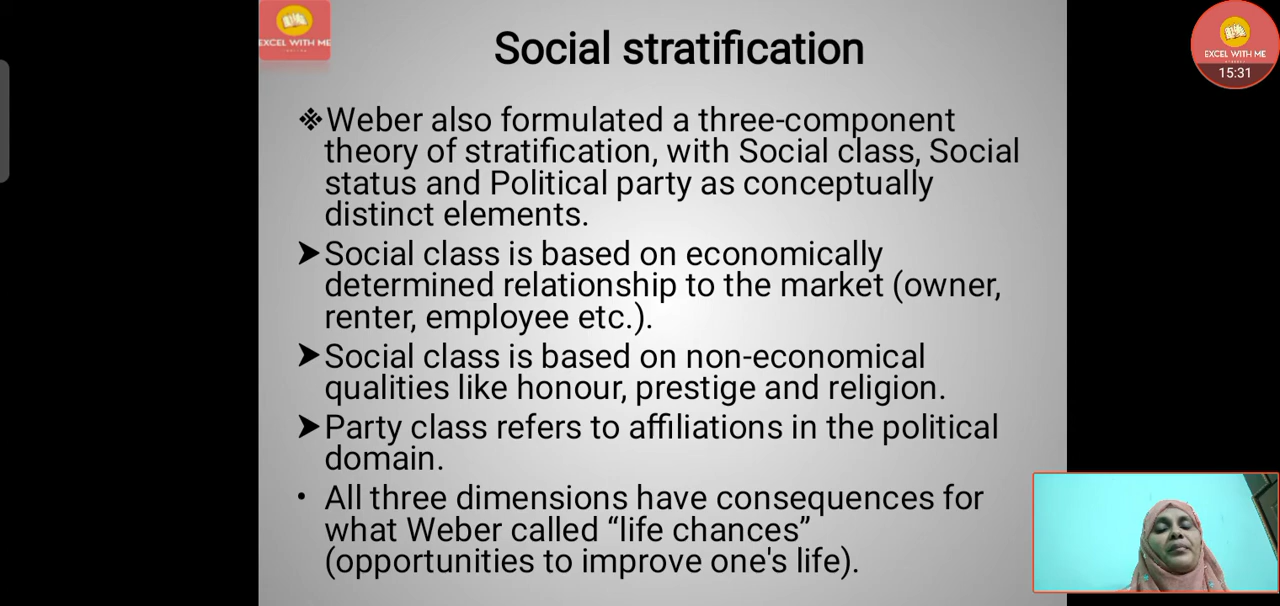 EXCEL WITH ME
Social stratification
EXCEL WITH ME
15:31
❖Weber also formulated a three-component
theory of stratification, with Social class, Social
status and Political party as conceptually
distinct elements.
➤Social class is based on economically
determined relationship to the market (owner,
renter, employee etc.).
➤Social class is based on non-economical
qualities like honour, prestige and religion.
➤Party class refers to affiliations in the political
domain.
• All three dimensions have consequences for
what Weber called “life chances”
(opportunities to improve one's life).